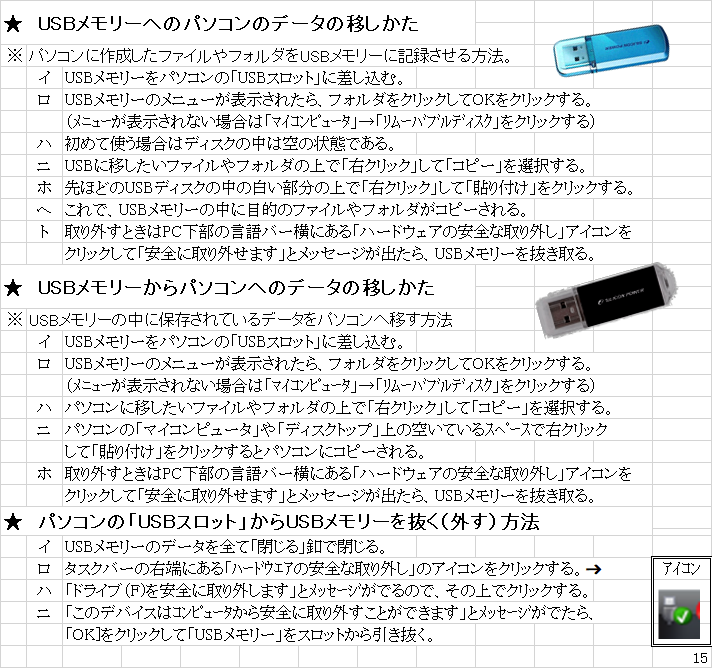 ★ USBメモリーへのパソコンのデータの移しかた
※ パソコンに作成したファイルやフォルダをUSBメモリーに記録させる方法。
イ USBメモリーをパソコンの「USBスロット」に差し込む。
ロ USBメモリーのメニューが表示されたら、フォルダをクリックしてOKをクリックする。
（ﾒﾆｭｰが表示されない場合は「マイコンﾋﾟｭｰﾀ」→「ﾘﾑｰﾊﾞﾌﾞﾙﾃﾞｨｽｸ」をクリックする）
ハ 初めて使う場合はディスクの中は空の状態である。
ニ USBに移したいファイルやフォルダの上で「右クリック」して「コピー」を選択する。
ホ 先ほどのUSBディスクの中の白い部分の上で「右クリック」して「貼り付け」をクリックする。
ヘ これで、USBメモリーの中に目的のファイルやフォルダがコピーされる。
ト 取り外すときはPC下部の言語バー横にある「ハードウェアの安全な取り外し」アイコンを
クリックして「安全に取り外せます」とメッセージが出たら、USBメモリーを抜き取る。
SILICON POWER
★ USBメモリーからパソコンへのデータの移しかた
※ USBメモリーの中に保存されているデータをパソコンへ移す方法
イ USBメモリーをパソコンの「USBスロット」に差し込む。
ロ USBメモリーのメニューが表示されたら、フォルダをクリックしてOKをクリックする。
（ﾒﾆｭｰが表示されない場合は「マイコンﾋﾟｭｰﾀ」→「ﾘﾑｰﾊﾞﾌﾞﾙﾃﾞｨｽｸ」をクリックする）
ハ パソコンに移したいファイルやフォルダの上で「右クリック」して「コピー」を選択する。
ニ パソコンの「マイコンピュータ」や「ディスクトップ」上の空いているｽﾍﾟｰｽで右クリック
して「貼り付け」をクリックするとパソコンにコピーされる。
ホ 取り外すときはPC下部の言語バー横にある「ハードウェアの安全な取り外し」アイコンを
クリックして「安全に取り外せます」とメッセージが出たら、USBメモリーを抜き取る。
SILICON POWER
★ パソコンの「USBスロット」からUSBメモリーを抜く（外す）方法
イ USBメモリーのデータを全て「閉じる」釦で閉じる。
ロ タスクバーの右端にある「ﾊｰﾄﾞｳｴｱの安全な取り外し」のアイコンをクリックする。➔
ハ 「ドライブ（F)を安全に取り外します」とﾒｯｾｰｼﾞがでるので、その上でクリックする。
ニ 「このデバイスはｺﾝﾋﾟｭｰﾀから安全に取り外すことができます」とﾒｯｾｰｼﾞがでたら、
「OK]をクリックして「USBメモリー」をスロットから引き抜く。
アイコン
15